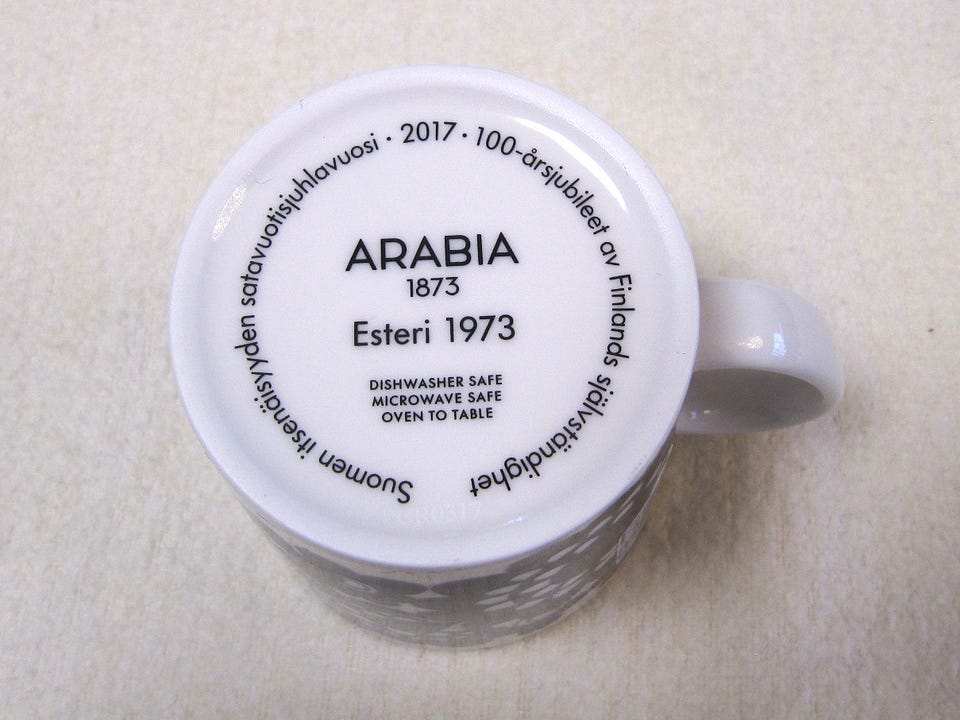 Suomen itsenäisyyden satavuotisjuhlavuosi · 2017 · 100-årsjubileet av Finlands självständighet
ARABIA
1873
Esteri 1973
DISHWASHER SAFE
MICROWAVE SAFE
OVEN TO TABLE